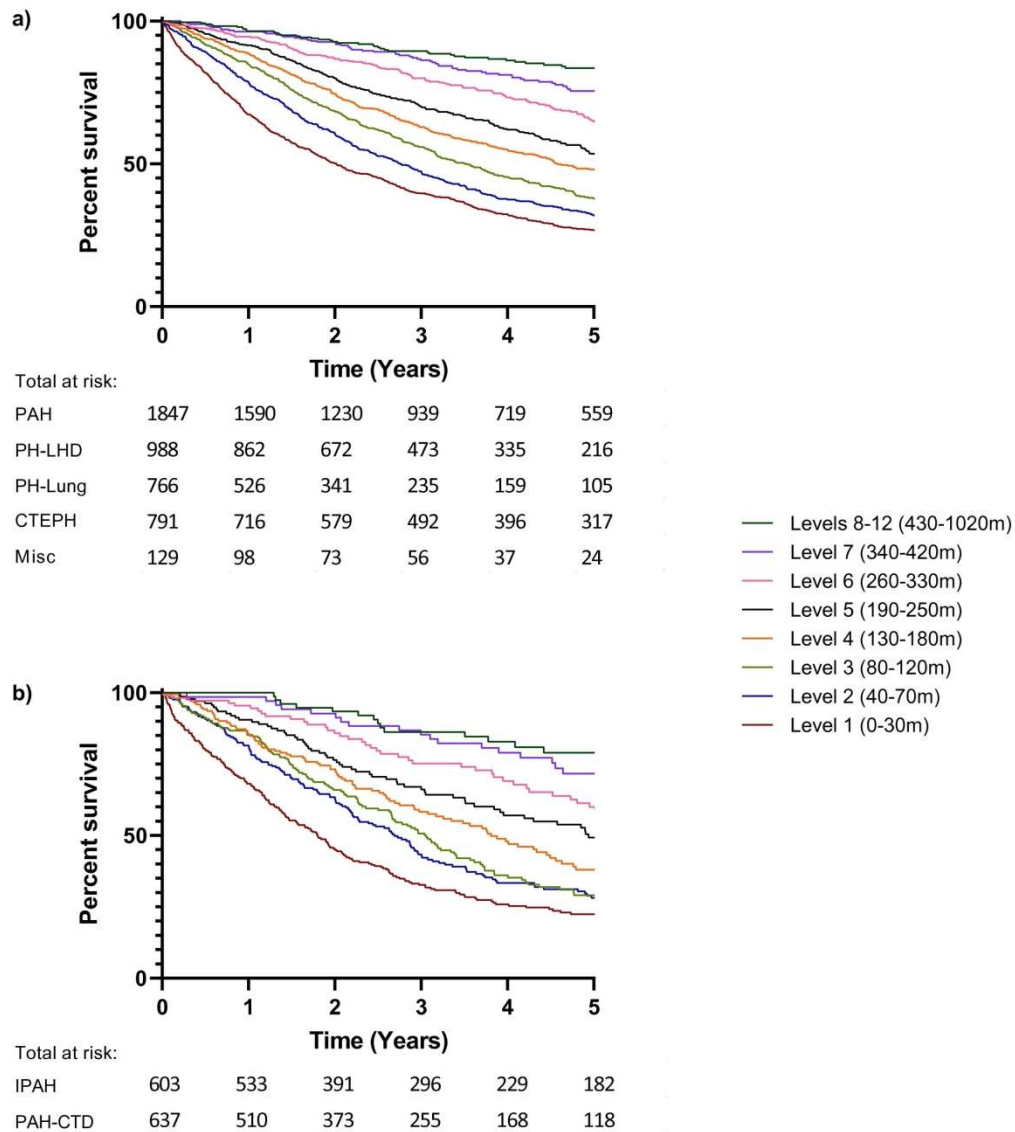 a)
100
50
0
Percent survival
0 1 2 3 4 5
Time (Years)
Total at risk:
PAH 1847 1590 1230 939 719 559
PH-LHD 988 862 672 473 335 216
PH-Lung 766 526 341 235 159 105
CTEPH 791 716 579 492 396 317
Misc 129 98 73 56 37 24
Levels 8-12 (430-1020m)
Level 7 (340-420m)
Level 6 (260-330m)
Level 5 (190-250m)
Level 4 (130-180m)
Level 3 (80-120m)
Level 2 (40-70m)
Level 1 (0-30m)
b)
100
50
0
Percent survival
0 1 2 3 4 5
Time (Years)
Total at risk:
IPAH 603 533 391 296 229 182
PAH-CTD 637 510 373 255 168 118